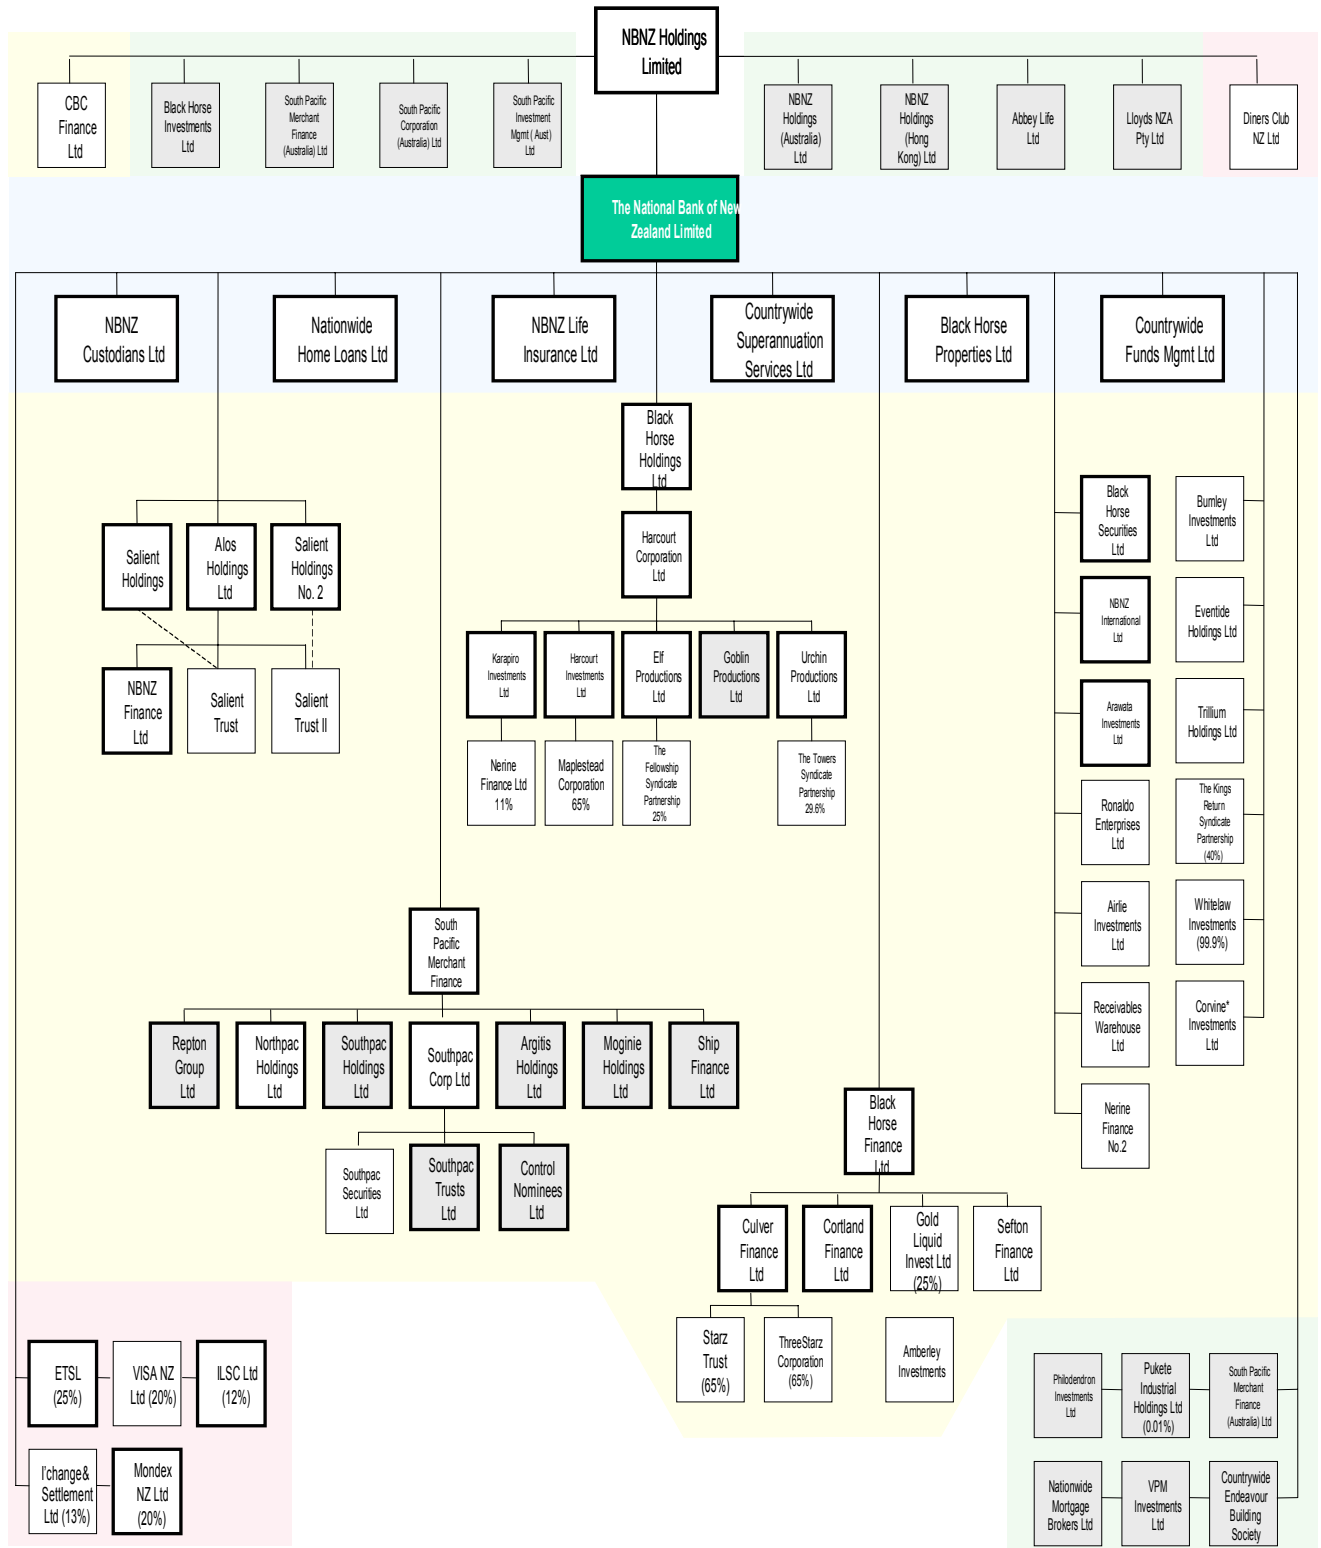 NBNZ Holdings
Limited
CBC
Finance
Ltd
Black Horse
Investments
Ltd
South Pacific
Merchant
Finance
(Australia) Ltd
South Pacific
Corporation
(Australia) Ltd
South Pacific
Investment
Mgmt ( Aust)
Ltd
NBNZ
Holdings
(Australia)
Ltd
NBNZ
Holdings
(Hong
Kong) Ltd
Abbey Life
Ltd
Lloyds NZA
Pty Ltd
Diners Club
NZ Ltd
The National Bank of New
Zealand Limited
NBNZ
Custodians Ltd
Nationwide
Home Loans Ltd
NBNZ Life
Insurance Ltd
Countrywide
Superannuation
Services Ltd
Black Horse
Properties Ltd
Countrywide
Funds Mgmt Ltd
Black
Horse
Holdings
Ltd
Harcourt
Corporation
Ltd
Salient
Holdings
Alos
Holdings
Ltd
Salient
Holdings
No. 2
NBNZ
Finance
Ltd
Salient
Trust
Salient
Trust II
Karapiro
Investments
Ltd
Harcourt
Investments
Ltd
Elf
Productions
Ltd
Goblin
Productions
Ltd
Urchin
Productions
Ltd
Nerine
Finance Ltd
11%
Maplestead
Corporation
65%
The
Fellowship
Syndicate
Partnership
25%
The Towers
Syndicate
Partnership
29.6%
Black
Horse
Securities
Ltd
Burnley
Investments
Ltd
NBNZ
International
Ltd
Eventide
Holdings Ltd
Arawata
Investments
Ltd
Trillium
Holdings Ltd
Ronaldo
Enterprises
Ltd
The Kings
Return
Syndicate
Partnership
(40%)
Airlie
Investments
Ltd
Whitelaw
Investments
(99.9%)
Receivables
Warehouse
Ltd
Corvine*
Investments
Ltd
Nerine
Finance
No.2
South
Pacific
Merchant
Finance
Repton
Group
Ltd
Northpac
Holdings
Ltd
Southpac
Holdings
Ltd
Southpac
Corp Ltd
Argitis
Holdings
Ltd
Moginie
Holdings
Ltd
Ship
Finance
Ltd
Southpac
Securities
Ltd
Southpac
Trusts
Ltd
Control
Nominees
Ltd
Black
Horse
Finance
Ltd
Culver
Finance
Ltd
Cortland
Finance
Ltd
Gold
Liquid
Invest Ltd
(25%)
Sefton
Finance
Ltd
Starz
Trust
(65%)
ThreeStarz
Corporation
(65%)
Amberley
Investments
ETSL
(25%)
VISA NZ
Ltd (20%)
ILSC Ltd
(12%)
I'change&
Settlement
Ltd (13%)
Mondex
NZ Ltd
(20%)
Philodendron
Investments
Ltd
Pukete
Industrial
Holdings Ltd
(0.01%)
South Pacific
Merchant
Finance
(Australia) Ltd
Nationwide
Mortgage
Brokers Ltd
VPM
Investments
Ltd
Countrywide
Endeavour
Building
Society